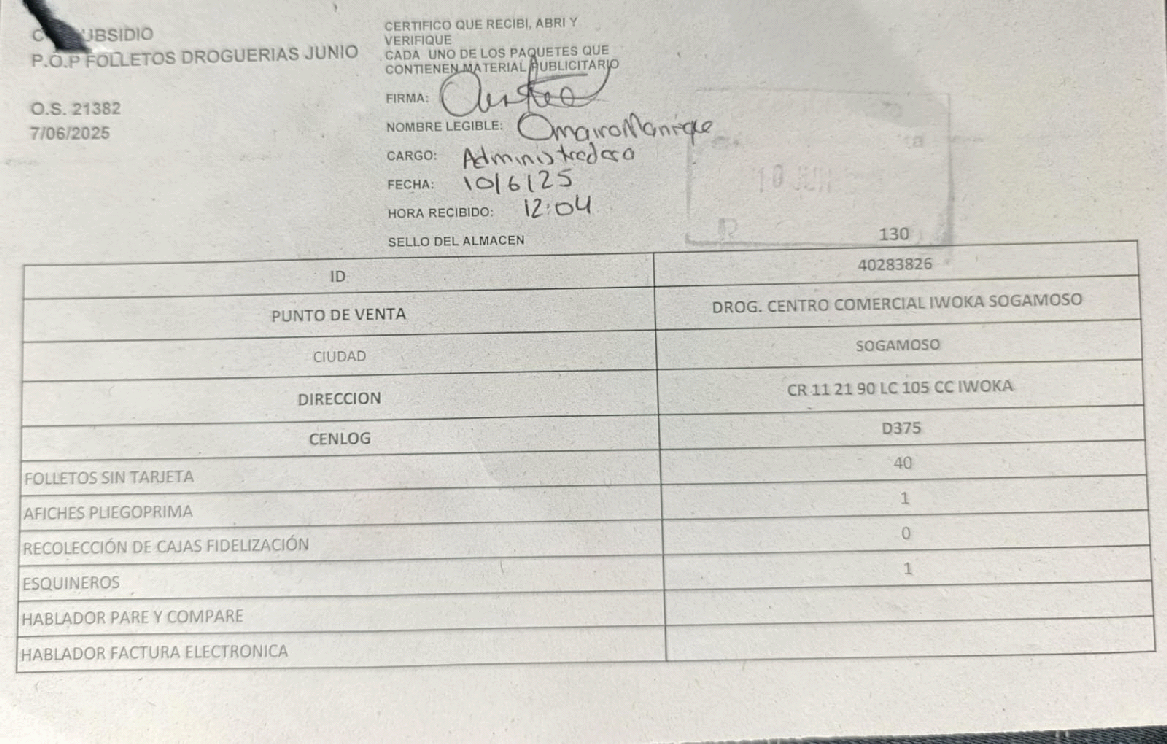 UBSIDIO
P.O.P FOLLETOS DROGUERIAS JUNIO
O.S. 21382
7/06/2025
CERTIFICO QUE RECIBI, ABRI Y
VERIFIQUE
CADA UNO DE LOS PAQUETES QUE
CONTIENEN MATERIAL PUBLICITARIO
FIRMA:
NOMBRE LEGIBLE: Omaira Manrique
CARGO: Administradora
FECHA: 10/6/25
HORA RECIBIDO: 12:04
SELLO DEL ALMACEN
10 JUN
130
ID 40283826
PUNTO DE VENTA DROG. CENTRO COMERCIAL IWOKA SOGAMOSO
CIUDAD SOGAMOSO
DIRECCION CR 11 21 90 LC 105 CC IWOKA
CENLOG D375
FOLLETOS SIN TARJETA 40
AFICHES PLIEGOPRIMA 1
RECOLECCIÓN DE CAJAS FIDELIZACIÓN 0
ESQUINEROS 1
HABLADOR PARE Y COMPARE
HABLADOR FACTURA ELECTRONICA